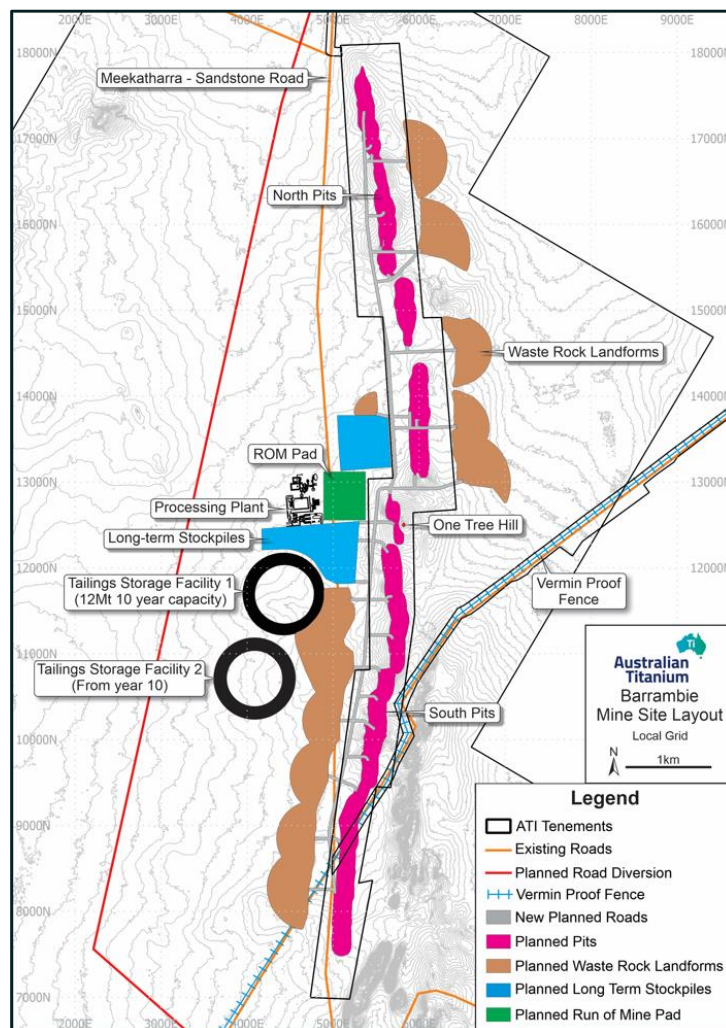 2000E
3000E
4000E
5000E
6000E
7000E
8000E
9000E
18000N
18000N
Meekatharra - Sandstone Road
17000N
17000N
North Pits
16000N
16000N
15000N
15000N
Waste Rock Landforms
14000N
14000N
ROM Pad
13000N
13000N
Processing Plant
One Tree Hill
Long-term Stockpiles
12000N
12000N
Tailings Storage Facility 1
(12Mt 10 year capacity)
Vermin Proof
Fence
11000N
Tailings Storage Facility 2
(From year 10)
Ti
Australian
Titanium
Barrambie
Mine Site Layout
Local Grid
N
1km
South Pits
10000N
9000N
8000N
7000N
2000E
3000E
4000E
5000E
6000E
Legend
ATI Tenements
Existing Roads
Planned Road Diversion
Vermin Proof Fence
New Planned Roads
Planned Pits
Planned Waste Rock Landforms
Planned Long Term Stockpiles
Planned Run of Mine Pad